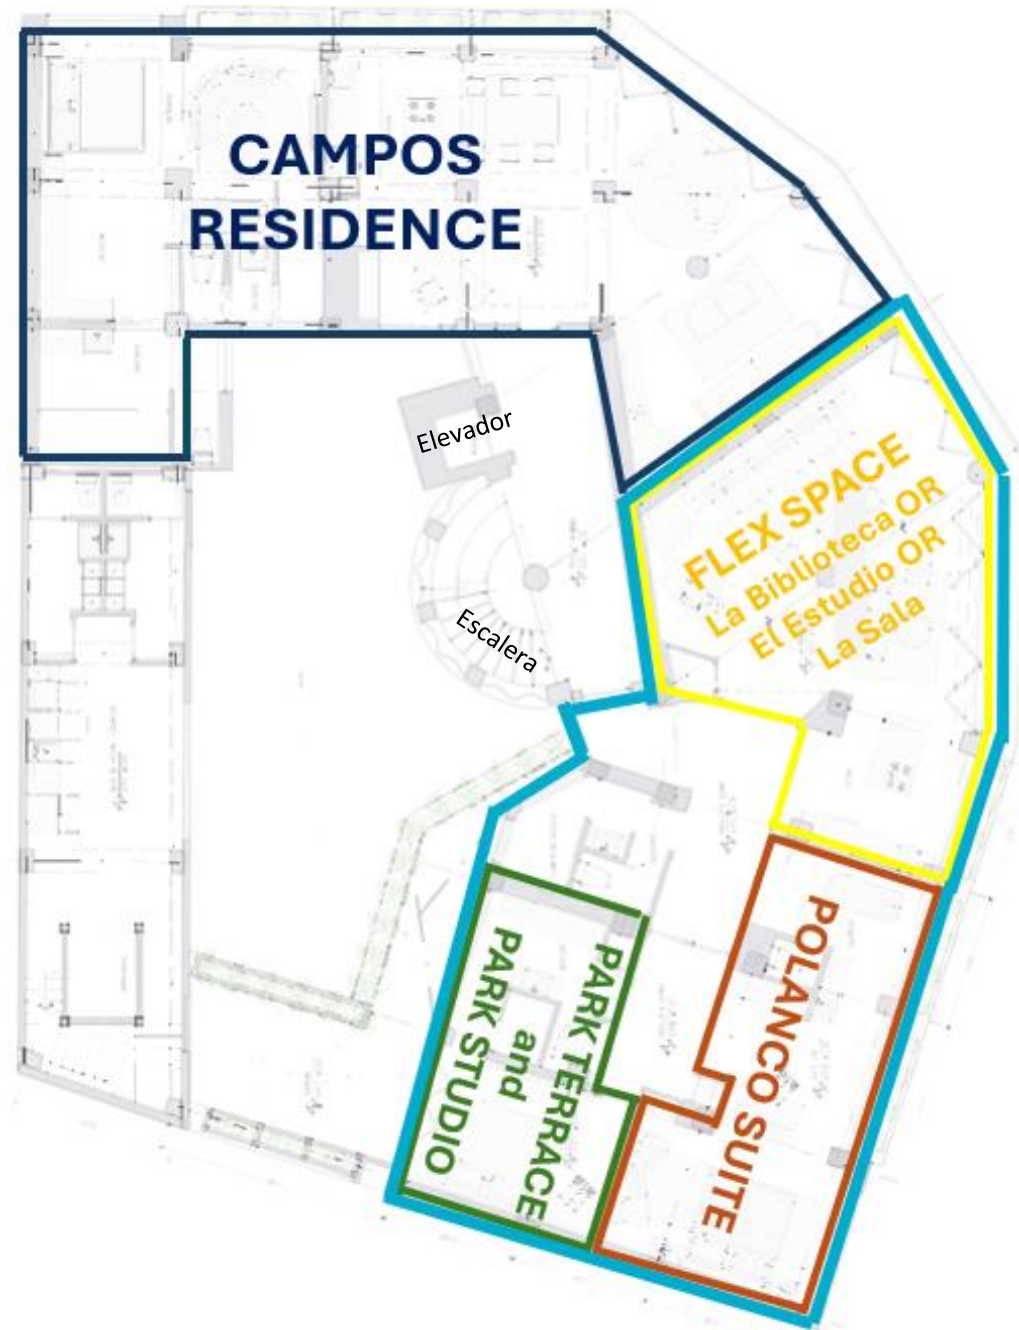 CAMPOS
RESIDENCE
Elevador
FLEX SPACE
La Biblioteca OR
El Estudio OR
La Sala
Escalera
PARK TERRACE
and
PARK STUDIO
POLANCO SUITE